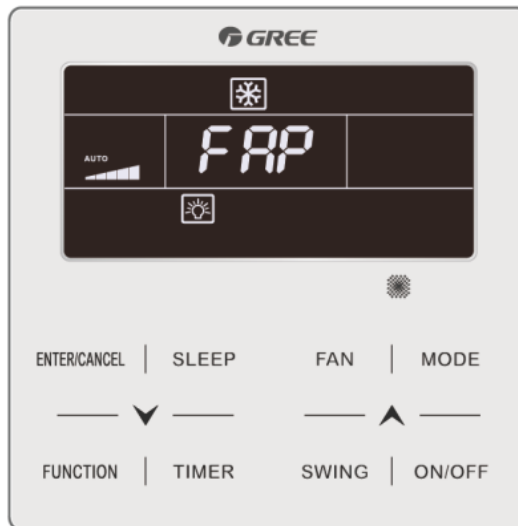 GREE
FAP
AUTO
ENTER/CANCEL SLEEP FAN MODE
FUNCTION TIMER SWING ON/OFF